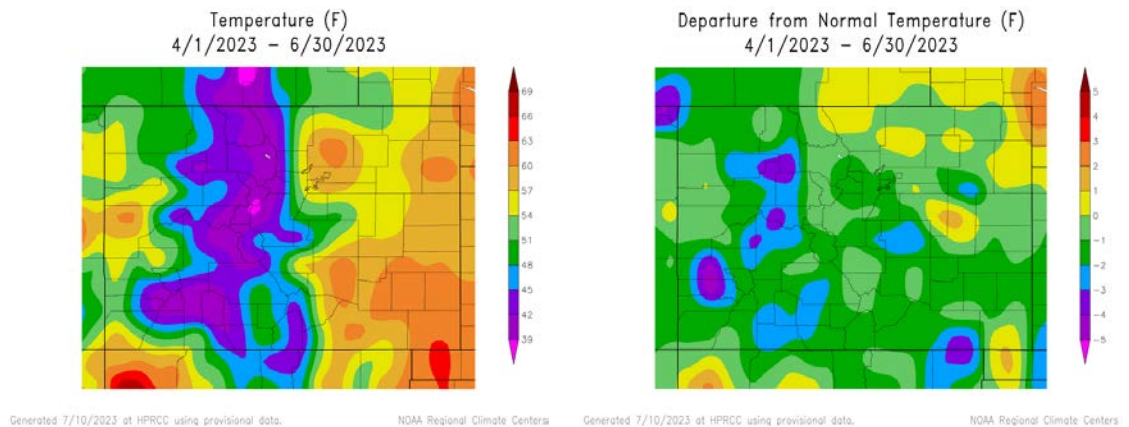 Temperature (F)
4/1/2023 – 6/30/2023
69
66
63
60
57
54
51
48
45
42
39
Generated 7/10/2023 at HPRCC using provisional data.
NOAA Regional Climate Centers
Departure from Normal Temperature (F)
4/1/2023 – 6/30/2023
5
4
3
2
1
0
-1
-2
-3
-4
-5
Generated 7/10/2023 at HPRCC using provisional data.
NOAA Regional Climate Centers